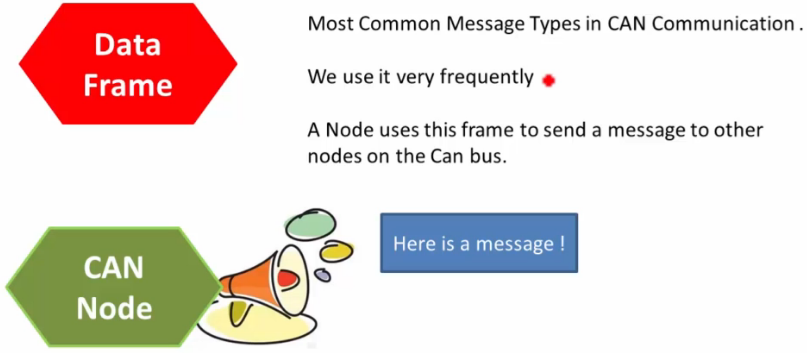 Data
Frame
Most Common Message Types in CAN Communication .
We use it very frequently
A Node uses this frame to send a message to other
nodes on the Can bus.
CAN
Node
Here is a message !